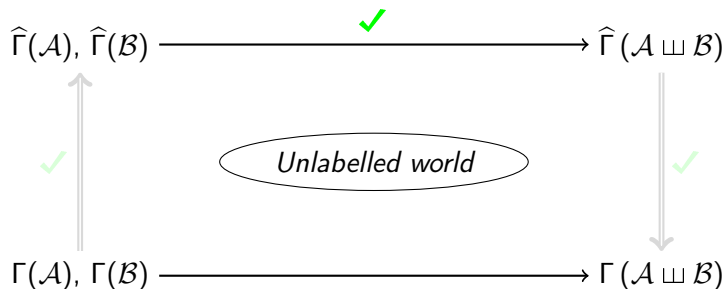 Γ̂(𝒜), Γ̂(ℬ) Γ̂ (𝒜 ⧢ ℬ)
Unlabelled world
Γ(𝒜), Γ(ℬ) Γ (𝒜 ⧢ ℬ)